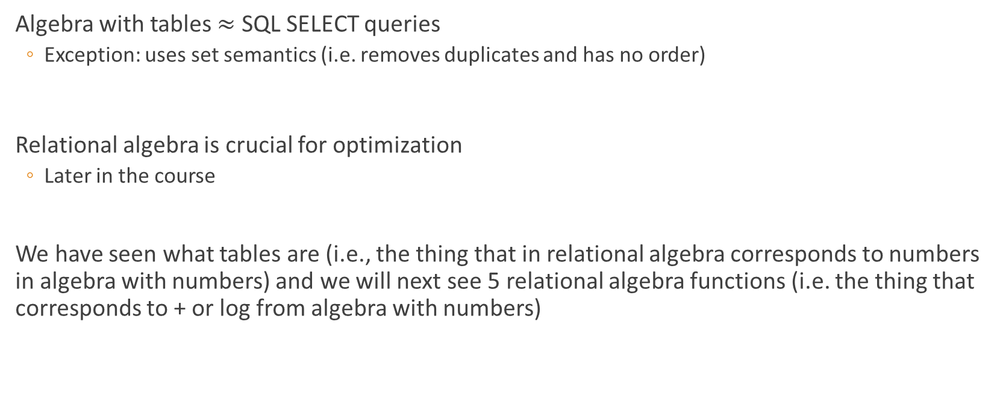 Algebra with tables ≈ SQL SELECT queries
◦ Exception: uses set semantics (i.e. removes duplicates and has no order)
Relational algebra is crucial for optimization
◦ Later in the course
We have seen what tables are (i.e., the thing that in relational algebra corresponds to numbers
in algebra with numbers) and we will next see 5 relational algebra functions (i.e. the thing that
corresponds to + or log from algebra with numbers)